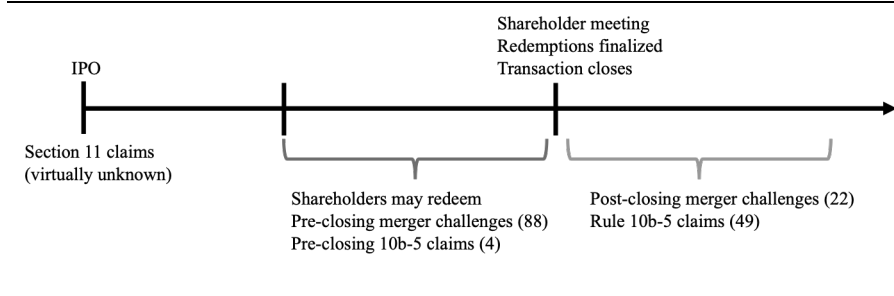 Shareholder meeting
Redemptions finalized
Transaction closes
IPO
Section 11 claims
(virtually unknown)
Shareholders may redeem
Pre-closing merger challenges (88)
Pre-closing 10b-5 claims (4)
Post-closing merger challenges (22)
Rule 10b-5 claims (49)